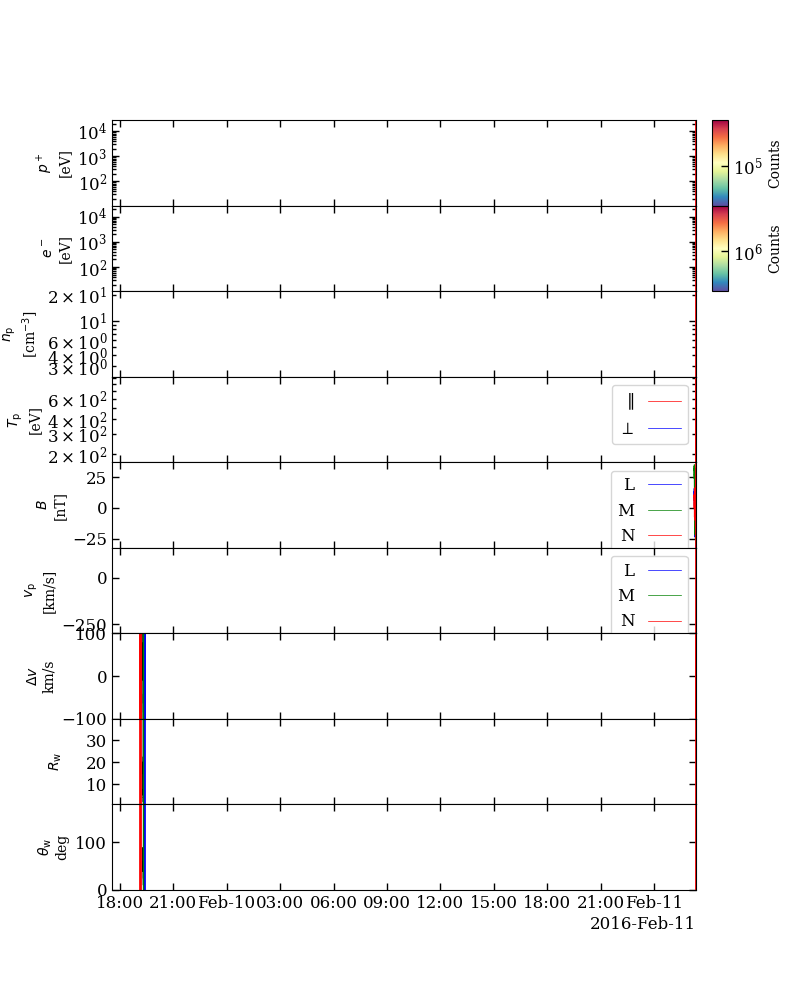 p⁺
[eV]
10⁴
10³
10²
10⁵
Counts
e⁻
[eV]
10⁴
10³
10²
10⁶
Counts
nₚ
[cm⁻³]
2 × 10¹
10¹
6 × 10⁰
4 × 10⁰
3 × 10⁰
Tₚ
[eV]
6 × 10²
4 × 10²
3 × 10²
2 × 10²
∥
⊥
B
[nT]
25
0
−25
L
M
N
vₚ
[km/s]
0
−250
L
M
N
Δv
km/s
100
0
−100
R_w
30
20
10
θ_w
deg
100
0
18:00 21:00 Feb-10 03:00 06:00 09:00 12:00 15:00 18:00 21:00 Feb-11
2016-Feb-11